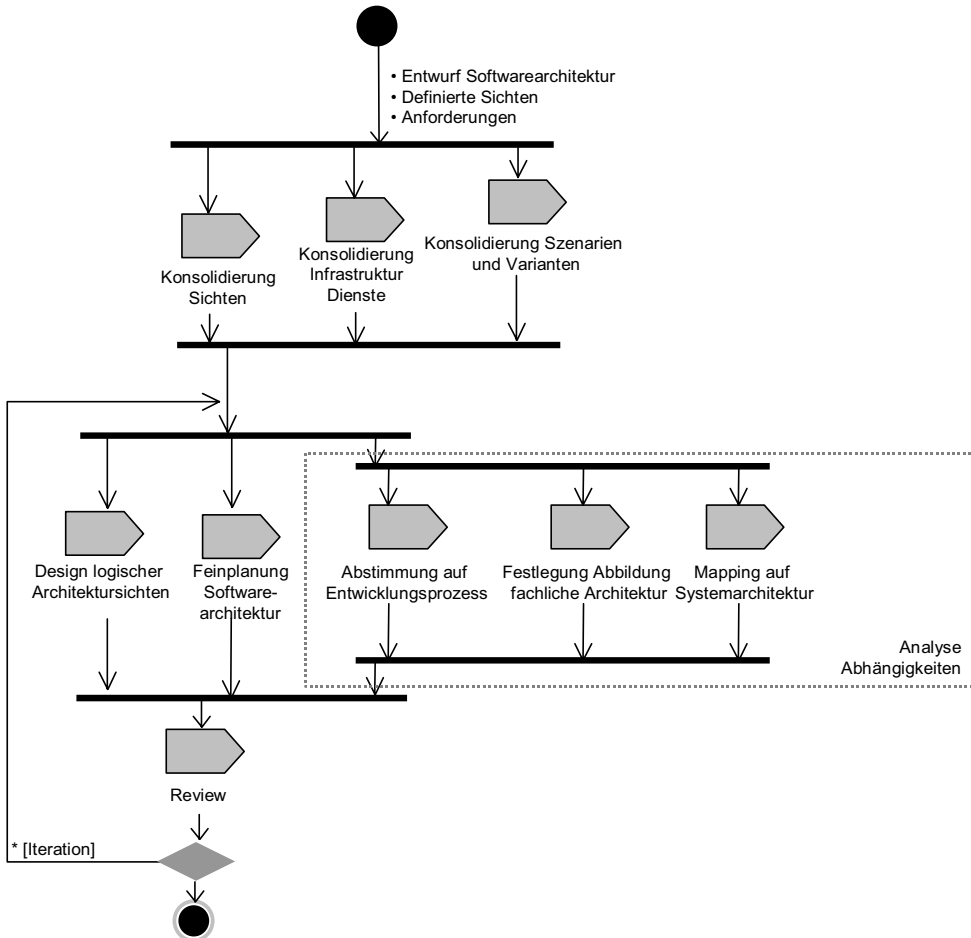 • Entwurf Softwarearchitektur
• Definierte Sichten
• Anforderungen
Konsolidierung
Sichten
Konsolidierung
Infrastruktur
Dienste
Konsolidierung Szenarien
und Varianten
Design logischer
Architektursichten
Feinplanung
Software-
architektur
Abstimmung auf
Entwicklungsprozess
Festlegung Abbildung
fachliche Architektur
Mapping auf
Systemarchitektur
Analyse
Abhängigkeiten
Review
* [Iteration]